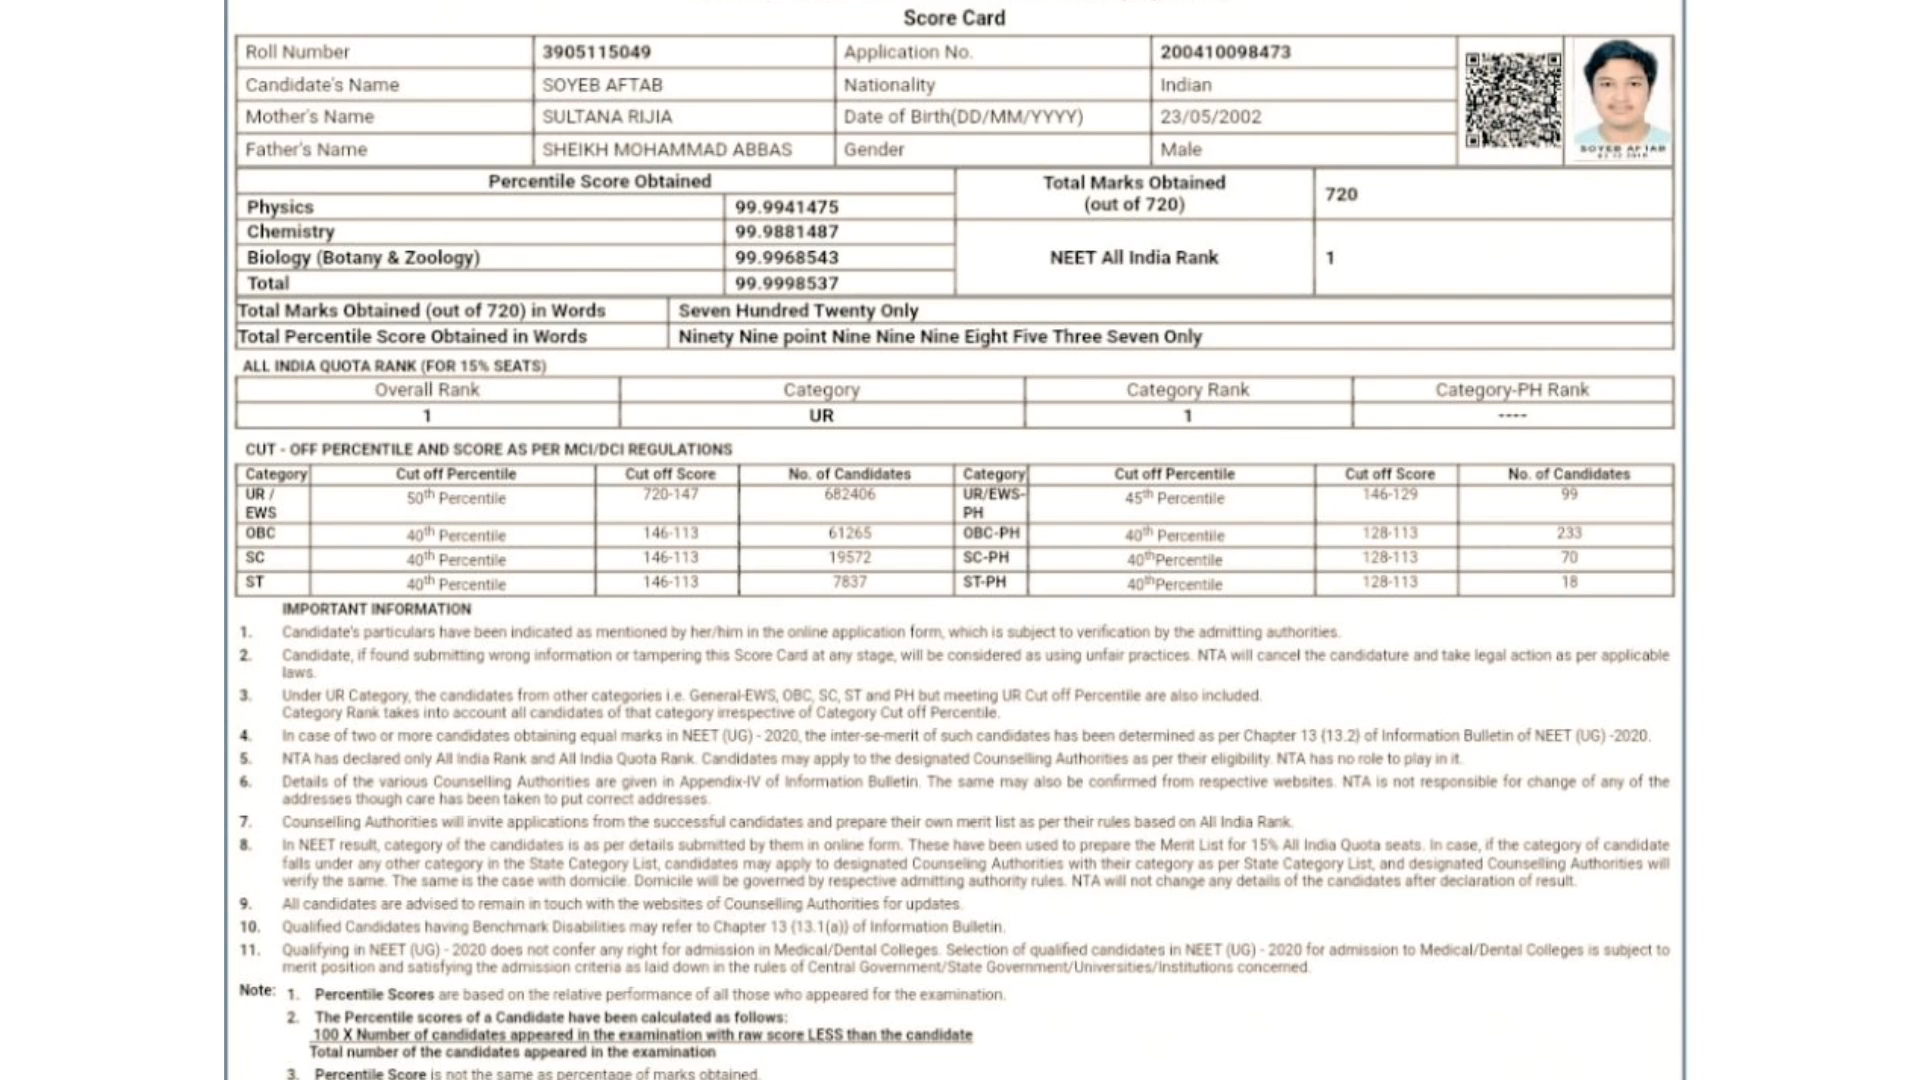 Score Card
Roll Number 3905115049 Application No. 200410098473
Candidate's Name SOYEB AFTAB Nationality Indian
Mother's Name SULTANA RIJIA Date of Birth(DD/MM/YYYY) 23/05/2002
Father's Name SHEIKH MOHAMMAD ABBAS Gender Male
SOYEB AFTAB
Percentile Score Obtained Total Marks Obtained (out of 720) 720
Physics 99.9941475
Chemistry 99.9881487
Biology (Botany & Zoology) 99.9968543 NEET All India Rank 1
Total 99.9998537
Total Marks Obtained (out of 720) in Words Seven Hundred Twenty Only
Total Percentile Score Obtained in Words Ninety Nine point Nine Nine Nine Eight Five Three Seven Only
ALL INDIA QUOTA RANK (FOR 15% SEATS)
Overall Rank Category Category Rank Category-PH Rank
1 UR 1 ----
CUT - OFF PERCENTILE AND SCORE AS PER MCI/DCI REGULATIONS
Category Cut off Percentile Cut off Score No. of Candidates Category Cut off Percentile Cut off Score No. of Candidates
UR / EWS 50th Percentile 720-147 682406 UR/EWS-PH 45th Percentile 146-129 99
OBC 40th Percentile 146-113 61265 OBC-PH 40th Percentile 128-113 233
SC 40th Percentile 146-113 19572 SC-PH 40thPercentile 128-113 70
ST 40th Percentile 146-113 7837 ST-PH 40thPercentile 128-113 18
IMPORTANT INFORMATION
1. Candidate's particulars have been indicated as mentioned by her/him in the online application form, which is subject to verification by the admitting authorities.
2. Candidate, if found submitting wrong information or tampering this Score Card at any stage, will be considered as using unfair practices. NTA will cancel the candidature and take legal action as per applicable
laws.
3. Under UR Category, the candidates from other categories i.e. General-EWS, OBC, SC, ST and PH but meeting UR Cut off Percentile are also included.
Category Rank takes into account all candidates of that category irrespective of Category Cut off Percentile.
4. In case of two or more candidates obtaining equal marks in NEET (UG) - 2020, the inter-se-merit of such candidates has been determined as per Chapter 13 (13.2) of Information Bulletin of NEET (UG) -2020.
5. NTA has declared only All India Rank and All India Quota Rank. Candidates may apply to the designated Counselling Authorities as per their eligibility. NTA has no role to play in it.
6. Details of the various Counselling Authorities are given in Appendix-IV of Information Bulletin. The same may also be confirmed from respective websites. NTA is not responsible for change of any of the
addresses though care has been taken to put correct addresses.
7. Counselling Authorities will invite applications from the successful candidates and prepare their own merit list as per their rules based on All India Rank.
8. In NEET result, category of the candidates is as per details submitted by them in online form. These have been used to prepare the Merit List for 15% All India Quota seats. In case, if the category of candidate
falls under any other category in the State Category List, candidates may apply to designated Counseling Authorities with their category as per State Category List, and designated Counselling Authorities will
verify the same. The same is the case with domicile. Domicile will be governed by respective admitting authority rules. NTA will not change any details of the candidates after declaration of result.
9. All candidates are advised to remain in touch with the websites of Counselling Authorities for updates.
10. Qualified Candidates having Benchmark Disabilities may refer to Chapter 13 (13.1(a)) of Information Bulletin.
11. Qualifying in NEET (UG) - 2020 does not confer any right for admission in Medical/Dental Colleges. Selection of qualified candidates in NEET (UG) - 2020 for admission to Medical/Dental Colleges is subject to
merit position and satisfying the admission criteria as laid down in the rules of Central Government/State Government/Universities/Institutions concerned.
Note: 1. Percentile Scores are based on the relative performance of all those who appeared for the examination.
2. The Percentile scores of a Candidate have been calculated as follows:
100 X Number of candidates appeared in the examination with raw score LESS than the candidate
Total number of the candidates appeared in the examination
3. Percentile Score is not the same as percentage of marks obtained.